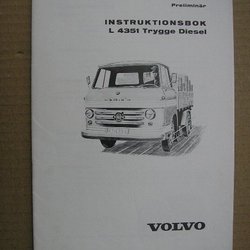 Preliminär
INSTRUKTIONSBOK
L 4351 Trygge Diesel
VOLVO